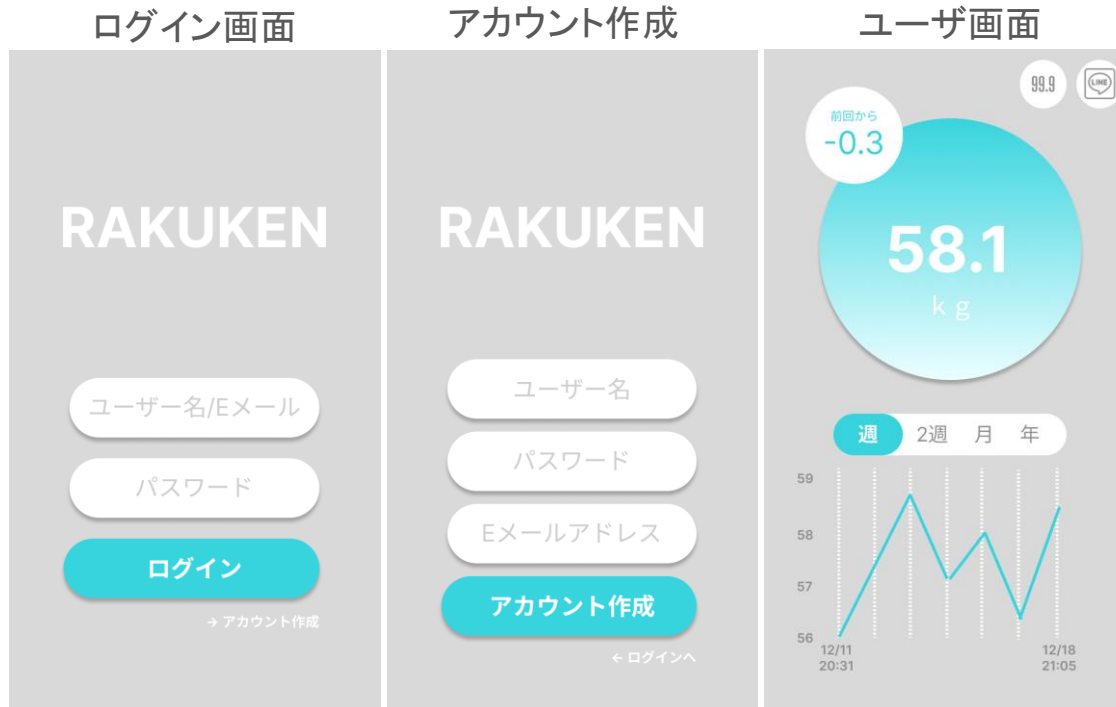 ログイン画面
RAKUKEN
ユーザー名/Eメール
パスワード
ログイン
→ アカウント作成
アカウント作成
RAKUKEN
ユーザー名
パスワード
Eメールアドレス
アカウント作成
← ログインへ
ユーザ画面
99.9
LINE
前回から
-0.3
58.1
kg
週 2週 月 年
59
58
57
56
12/11
20:31
12/18
21:05